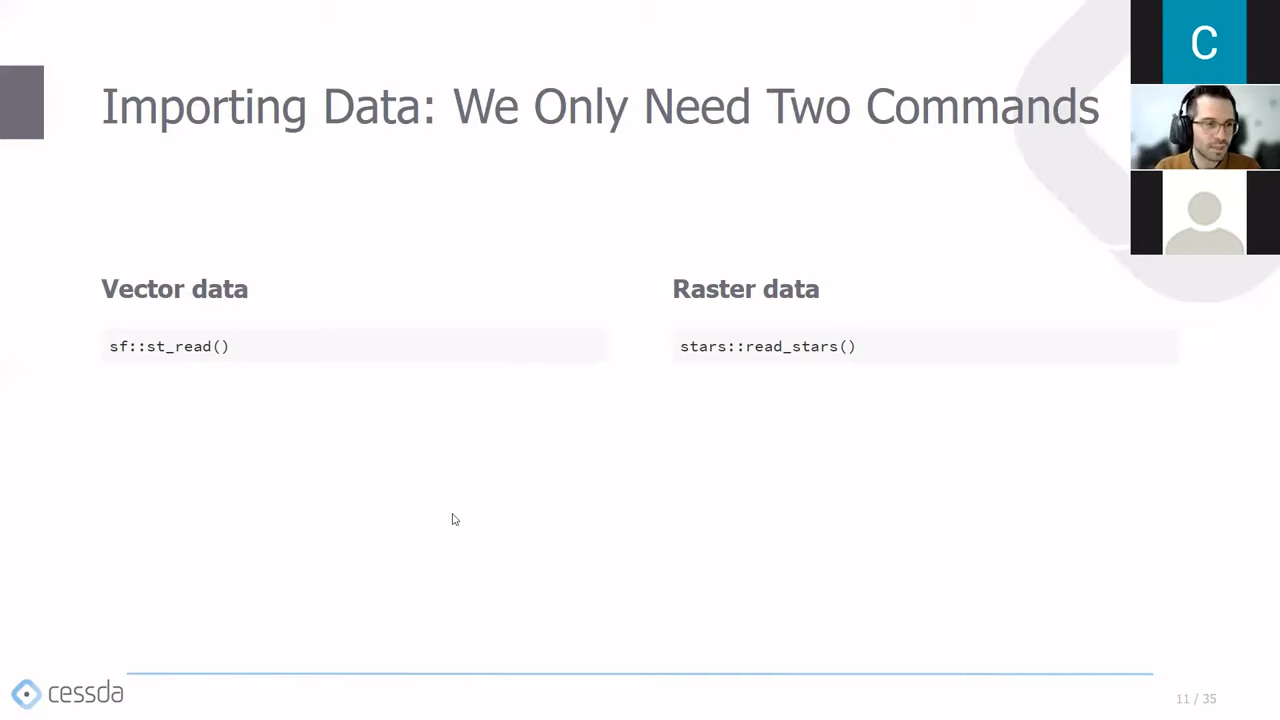 C
Importing Data: We Only Need Two Commands
Vector data
sf::st_read()
Raster data
stars::read_stars()
cessda
11 / 35